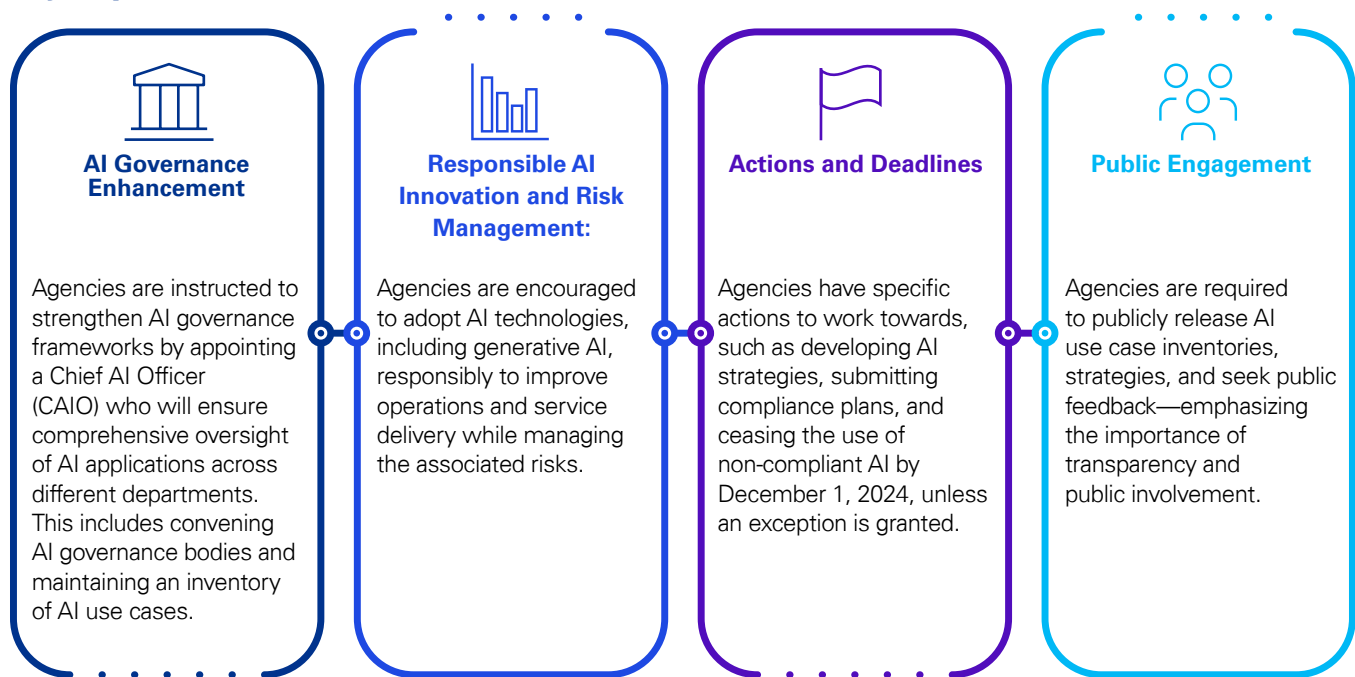 AI Governance
Enhancement
Agencies are instructed to
strengthen AI governance
frameworks by appointing
a Chief AI Officer
(CAIO) who will ensure
comprehensive oversight
of AI applications across
different departments.
This includes convening
AI governance bodies and
maintaining an inventory
of AI use cases.
Responsible AI
Innovation and Risk
Management:
Agencies are encouraged
to adopt AI technologies,
including generative AI,
responsibly to improve
operations and service
delivery while managing
the associated risks.
Actions and Deadlines
Agencies have specific
actions to work towards,
such as developing AI
strategies, submitting
compliance plans, and
ceasing the use of
non-compliant AI by
December 1, 2024, unless
an exception is granted.
Public Engagement
Agencies are required
to publicly release AI
use case inventories,
strategies, and seek public
feedback—emphasizing
the importance of
transparency and
public involvement.